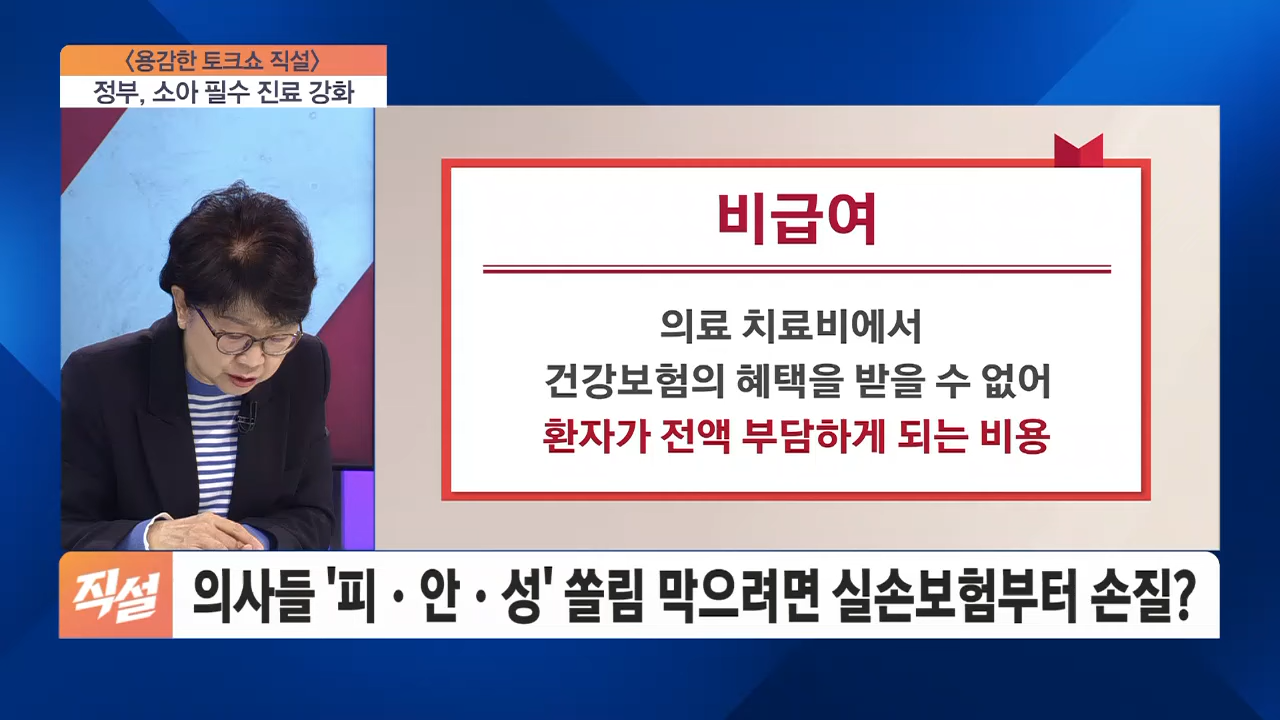 <용감한 토크쇼 직설>
정부, 소아 필수 진료 강화
비급여
의료 치료비에서
건강보험의 혜택을 받을 수 없어
환자가 전액 부담하게 되는 비용
직설
의사들 '피·안·성' 쏠림 막으려면 실손보험부터 손질?